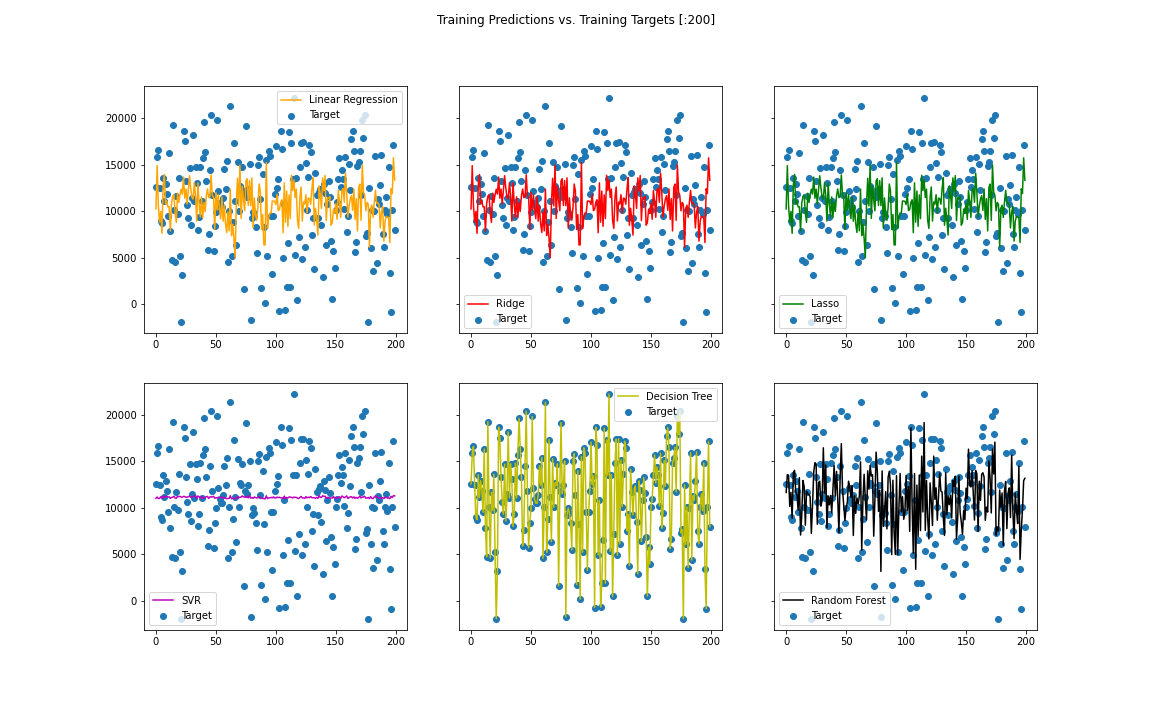 Training Predictions vs. Training Targets [:200]
Linear Regression
Target
20000
15000
10000
5000
0
0 50 100 150 200
Ridge
Target
0 50 100 150 200
Lasso
Target
0 50 100 150 200
20000
15000
10000
5000
0
SVR
Target
0 50 100 150 200
Decision Tree
Target
0 50 100 150 200
Random Forest
Target
0 50 100 150 200